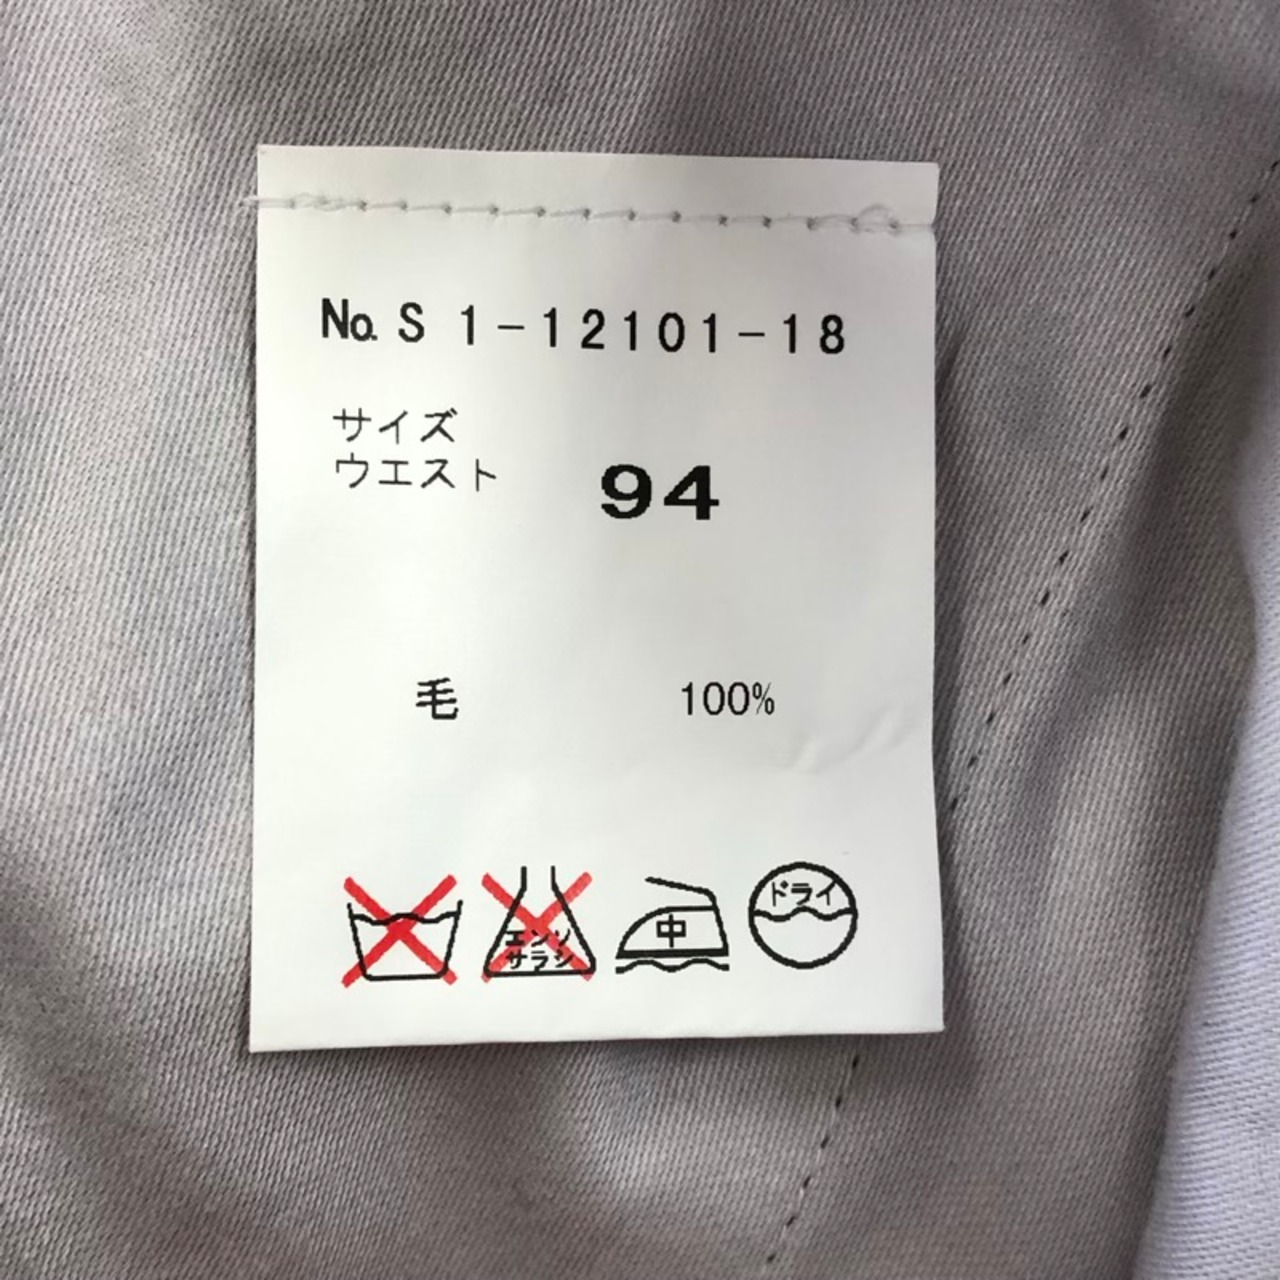 No. S 1-12101-18
サイズ
ウエスト 94
毛 100%
エンソ
サラシ
中
ドライ